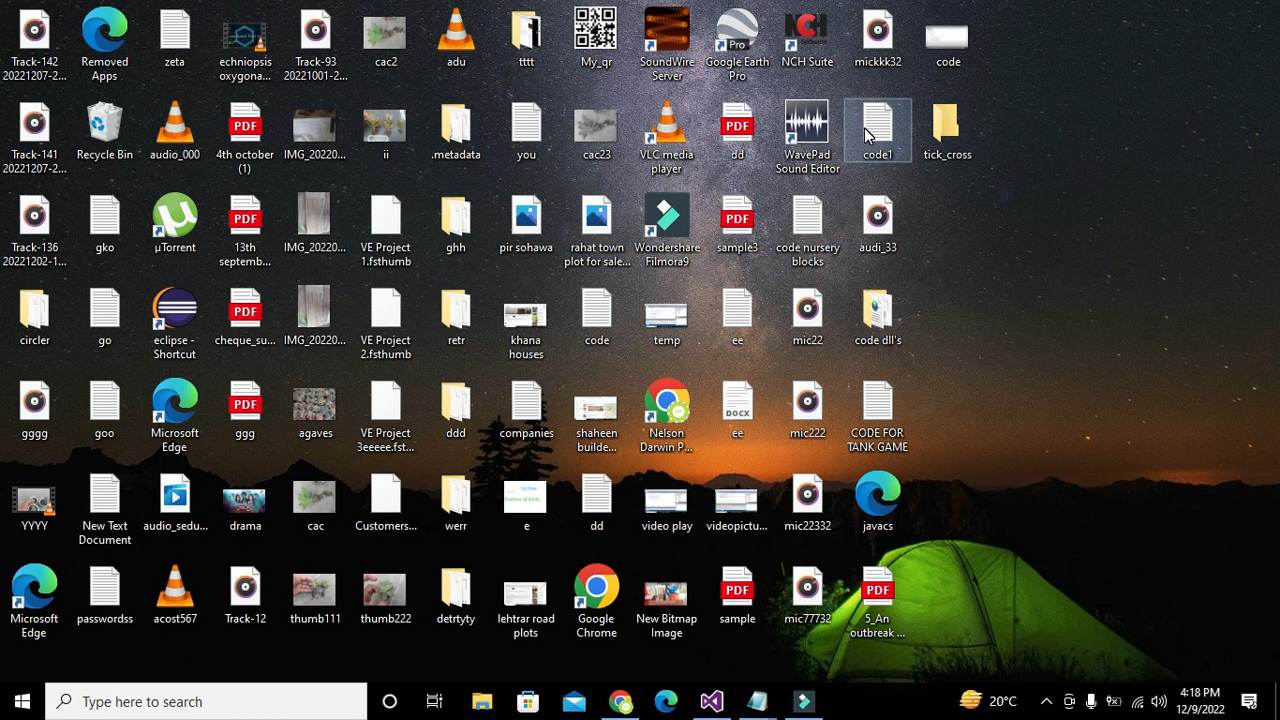 Track-142
20221207-2...
Removed
Apps
zeta
echniopsis
oxygona...
Track-93
20221001-2...
cac2
adu
tttt
My_qr
SoundWire
Server
Pro
Google Earth
Pro
NCH
NCH Suite
mickkk32
code
Track-141
20221207-2...
Recycle Bin
audio_000
PDF
4th october
(1)
IMG_20220...
ii
.metadata
you
cac23
VLC media
player
PDF
dd
WavePad
Sound Editor
code1
tick_cross
Track-136
20221202-1...
gko
µTorrent
PDF
13th
septemb...
IMG_20220...
VE Project
1.fsthumb
ghh
pir sohawa
rahat town
plot for sale...
Wondershare
Filmora9
PDF
sample3
code nursery
blocks
audi_33
circler
go
eclipse -
Shortcut
PDF
cheque_su...
IMG_20220...
VE Project
2.fsthumb
retr
khana
houses
code
temp
ee
mic22
code dll's
gggg
goo
Microsoft
Edge
PDF
ggg
agaves
VE Project
3eeeee.fst...
ddd
companies
shaheen
builde...
Nelson
Darwin P...
DOCX
ee
mic222
CODE FOR
TANK GAME
YYYY
New Text
Document
audio_sedu...
drama
cac
Customers...
werr
e
dd
video play
videopictu...
mic22332
javacs
Microsoft
Edge
passwordss
acost567
Track-12
thumb111
thumb222
detrtyty
lehtrar road
plots
Google
Chrome
New Bitmap
Image
PDF
sample
mic77732
PDF
5_An
outbreak ...
Type here to search
20°C
4:18 PM
12/9/2022